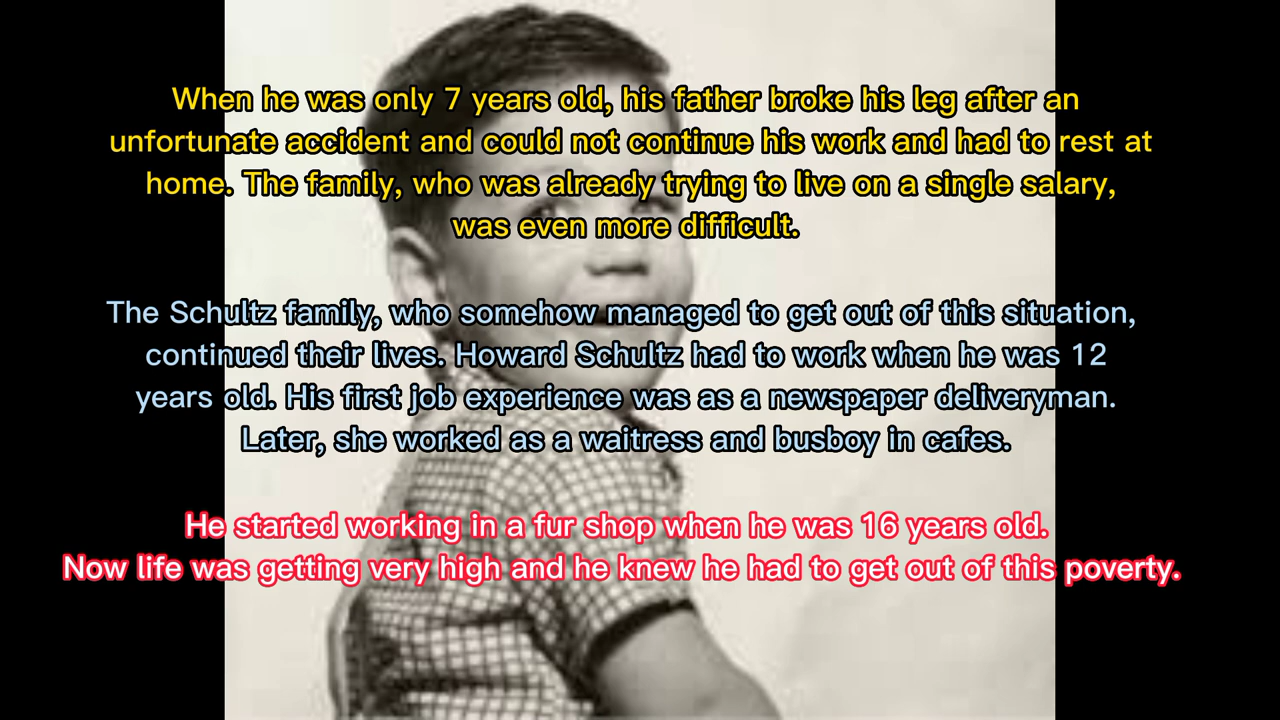 When he was only 7 years old, his father broke his leg after an
unfortunate accident and could not continue his work and had to rest at
home. The family, who was already trying to live on a single salary,
was even more difficult.
The Schultz family, who somehow managed to get out of this situation,
continued their lives. Howard Schultz had to work when he was 12
years old. His first job experience was as a newspaper deliveryman.
Later, she worked as a waitress and busboy in cafes.
He started working in a fur shop when he was 16 years old.
Now life was getting very high and he knew he had to get out of this poverty.